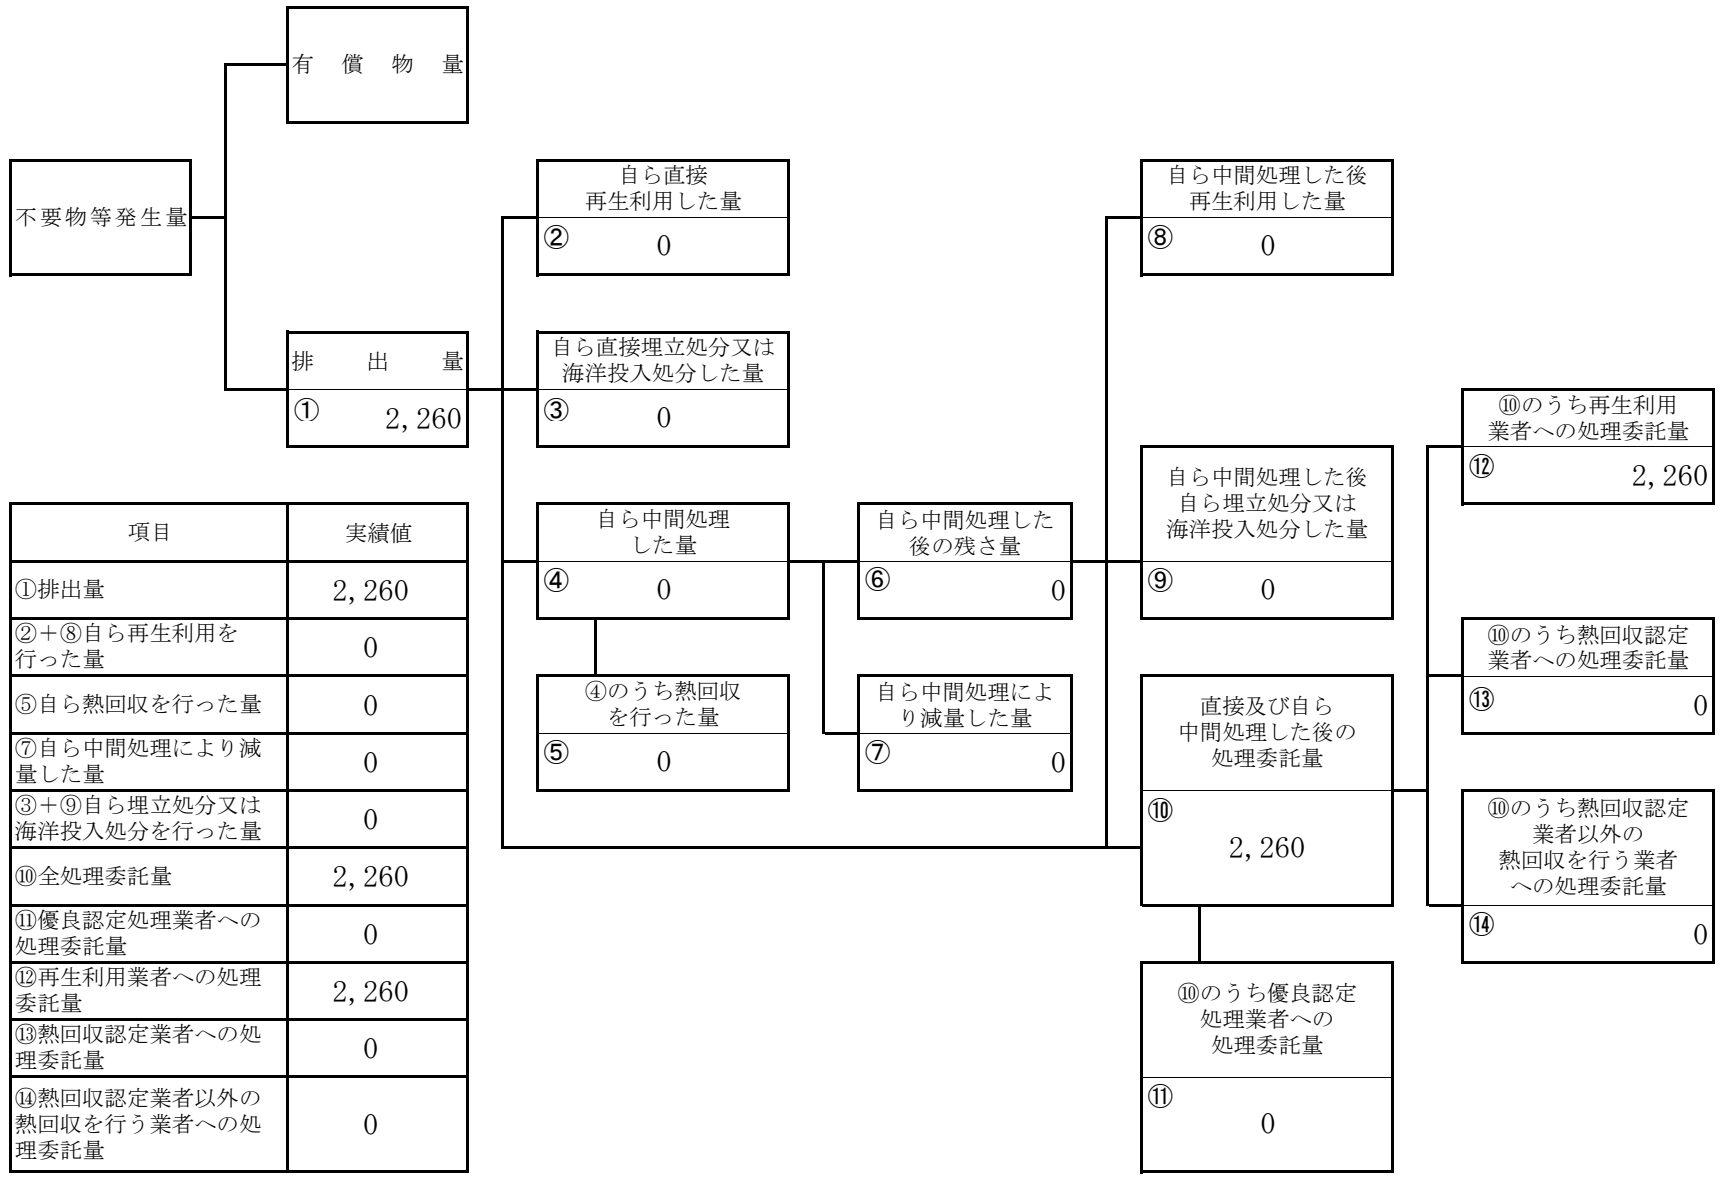 有償物量
不要物等発生量
排出量
① 2,260
自ら直接
再生利用した量
② 0
自ら直接埋立処分又は
海洋投入処分した量
③ 0
自ら中間処理
した量
④ 0
④のうち熱回収
を行った量
⑤ 0
自ら中間処理した
後の残さ量
⑥ 0
自ら中間処理によ
り減量した量
⑦ 0
自ら中間処理した後
再生利用した量
⑧ 0
自ら中間処理した後
自ら埋立処分又は
海洋投入処分した量
⑨ 0
直接及び自ら
中間処理した後の
処理委託量
⑩
2,260
⑩のうち優良認定
処理業者への
処理委託量
⑪
0
⑩のうち再生利用
業者への処理委託量
⑫ 2,260
⑩のうち熱回収認定
業者への処理委託量
⑬ 0
⑩のうち熱回収認定
業者以外の
熱回収を行う業者
への処理委託量
⑭ 0
項目 実績値
①排出量 2,260
②＋⑧自ら再生利用を
行った量 0
⑤自ら熱回収を行った量 0
⑦自ら中間処理により減
量した量 0
③＋⑨自ら埋立処分又は
海洋投入処分を行った量 0
⑩全処理委託量 2,260
⑪優良認定処理業者への
処理委託量 0
⑫再生利用業者への処理
委託量 2,260
⑬熱回収認定業者への処
理委託量 0
⑭熱回収認定業者以外の
熱回収を行う業者への処
理委託量 0